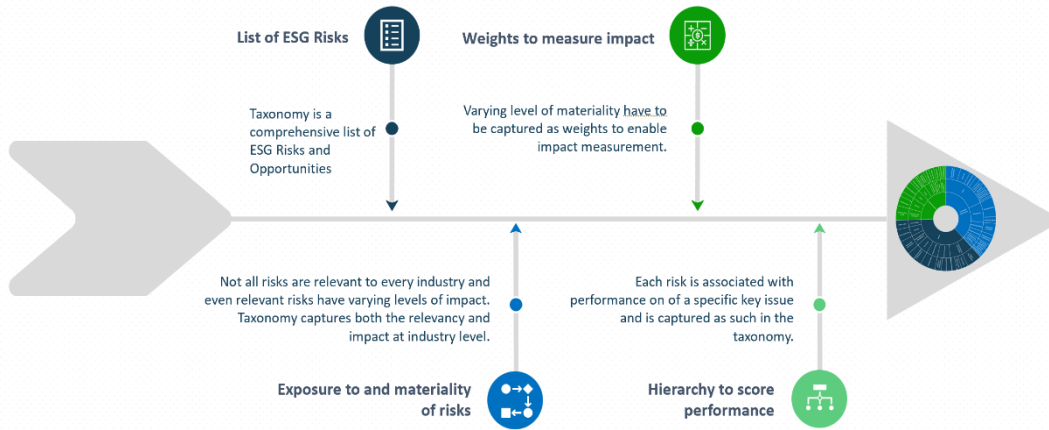 List of ESG Risks
Taxonomy is a
comprehensive list of
ESG Risks and
Opportunities
Weights to measure impact
Varying level of materiality have to
be captured as weights to enable
impact measurement.
Not all risks are relevant to every industry and
even relevant risks have varying levels of impact.
Taxonomy captures both the relevancy and
impact at industry level.
Exposure to and materiality
of risks
Each risk is associated with
performance on of a specific key issue
and is captured as such in the
taxonomy.
Hierarchy to score
performance